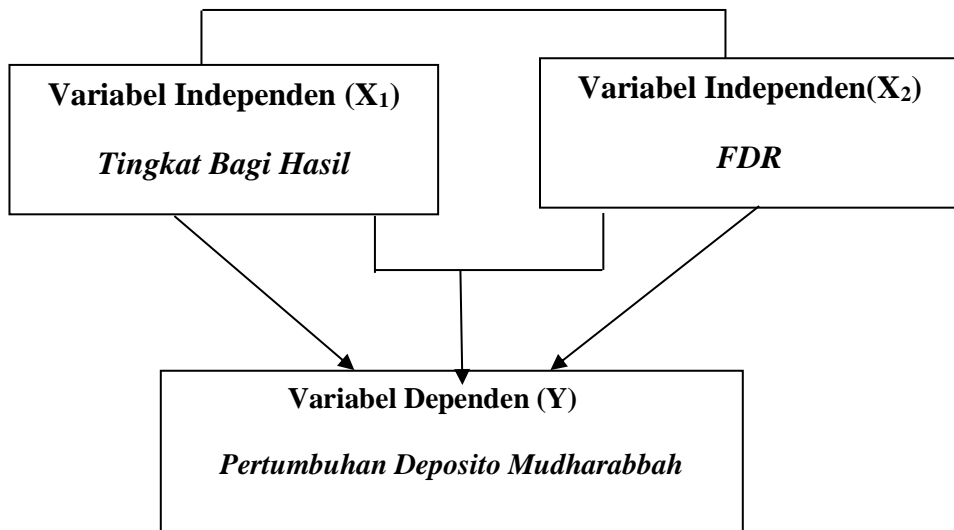 Variabel Independen (X₁)
Tingkat Bagi Hasil
Variabel Independen(X₂)
FDR
Variabel Dependen (Y)
Pertumbuhan Deposito Mudharabbah